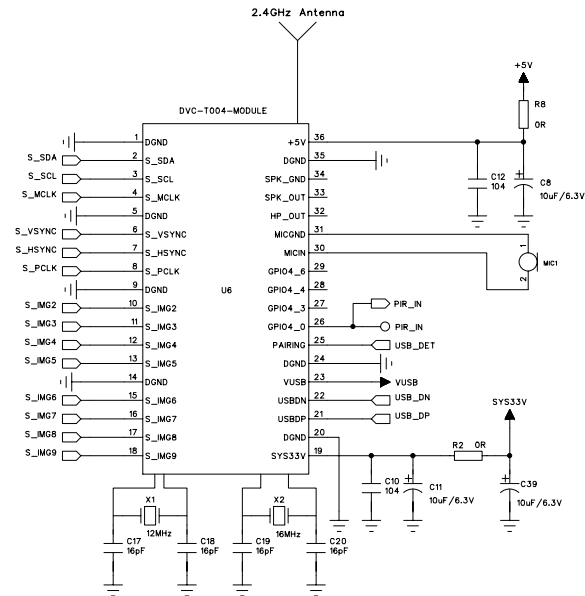 2.4GHz Antenna
DVC-T004-MODULE
+5V
R8
0R
1 DGND
S_SDA 2 S_SDA
S_SCL 3 S_SCL
S_MCLK 4 S_MCLK
5 DGND
S_VSYNC 6 S_VSYNC
S_HSYNC 7 S_HSYNC
S_PCLK 8 S_PCLK
9 DGND
S_IMG2 10 S_IMG2
S_IMG3 11 S_IMG3
S_IMG4 12 S_IMG4
S_IMG5 13 S_IMG5
14 DGND
S_IMG6 15 S_IMG6
S_IMG7 16 S_IMG7
S_IMG8 17 S_IMG8
S_IMG9 18 S_IMG9
U6
+5V 36
DGND 35
SPK_GND 34
SPK_OUT 33
HP_OUT 32
MICGND 31
MICIN 30
GPIO4_6 29
GPIO4_4 28
GPIO4_3 27
GPIO4_0 26
PAIRING 25 USB_DET
DGND 24
VUSB 23 VUSB
USBDN 22 USB_DN
USBDP 21 USB_DP
DGND 20
SYS33V 19
C12
104
C8
10uF/6.3V
1
MIC1
2
PIR_IN
PIR_IN
SYS33V
R2 0R
C10
104
C11
10uF/6.3V
C39
10uF/6.3V
X1
12MHz
X2
16MHz
C17
16pF
C18
16pF
C19
16pF
C20
16pF